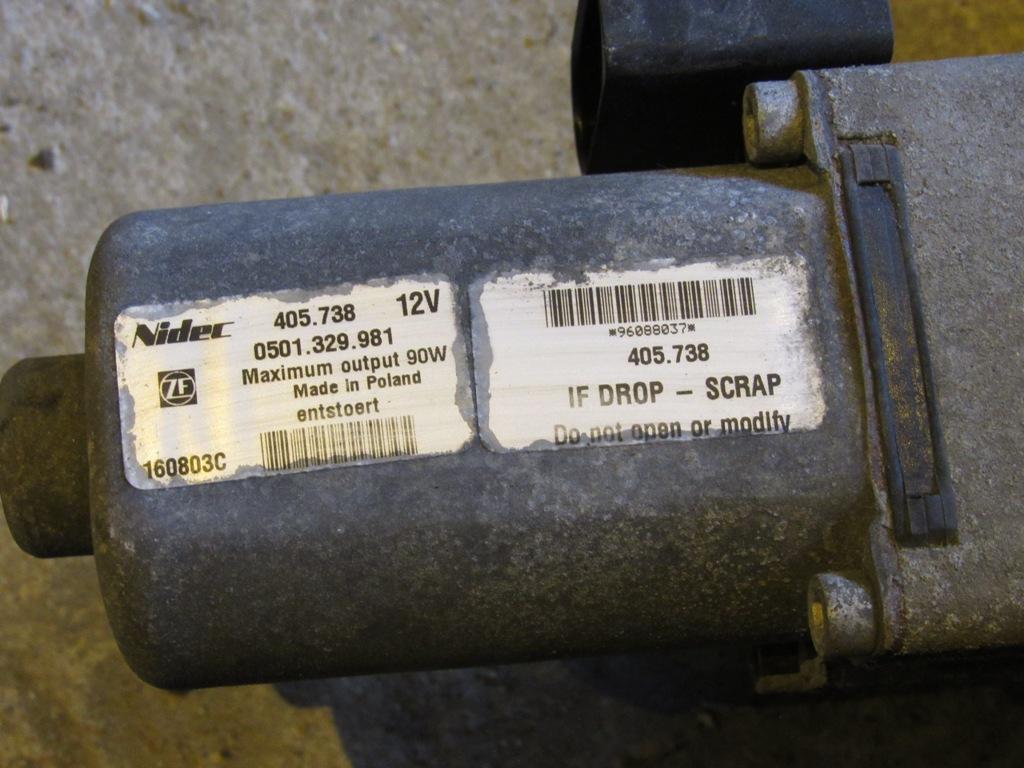 Nidec 405.738 12V
0501.329.981
ZF Maximum output 90W
Made in Poland
entstoert
160803C
*96088037*
405.738
IF DROP – SCRAP
Do not open or modify